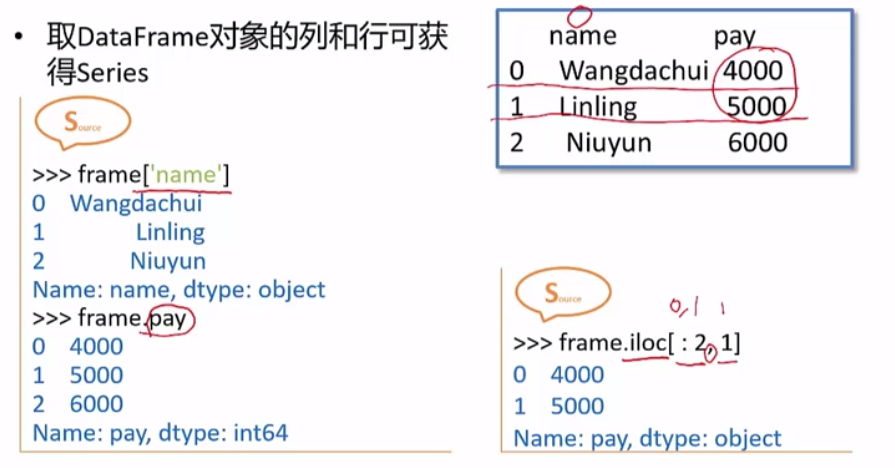 • 取DataFrame对象的列和行可获
得Series
Source
>>> frame['name']
0 Wangdachui
1 Linling
2 Niuyun
Name: name, dtype: object
>>> frame.pay
0 4000
1 5000
2 6000
Name: pay, dtype: int64
name pay
0 Wangdachui 4000
1 Linling 5000
2 Niuyun 6000
Source
0,1 1
>>> frame.iloc[ : 2, 1]
0 4000
1 5000
Name: pay, dtype: object